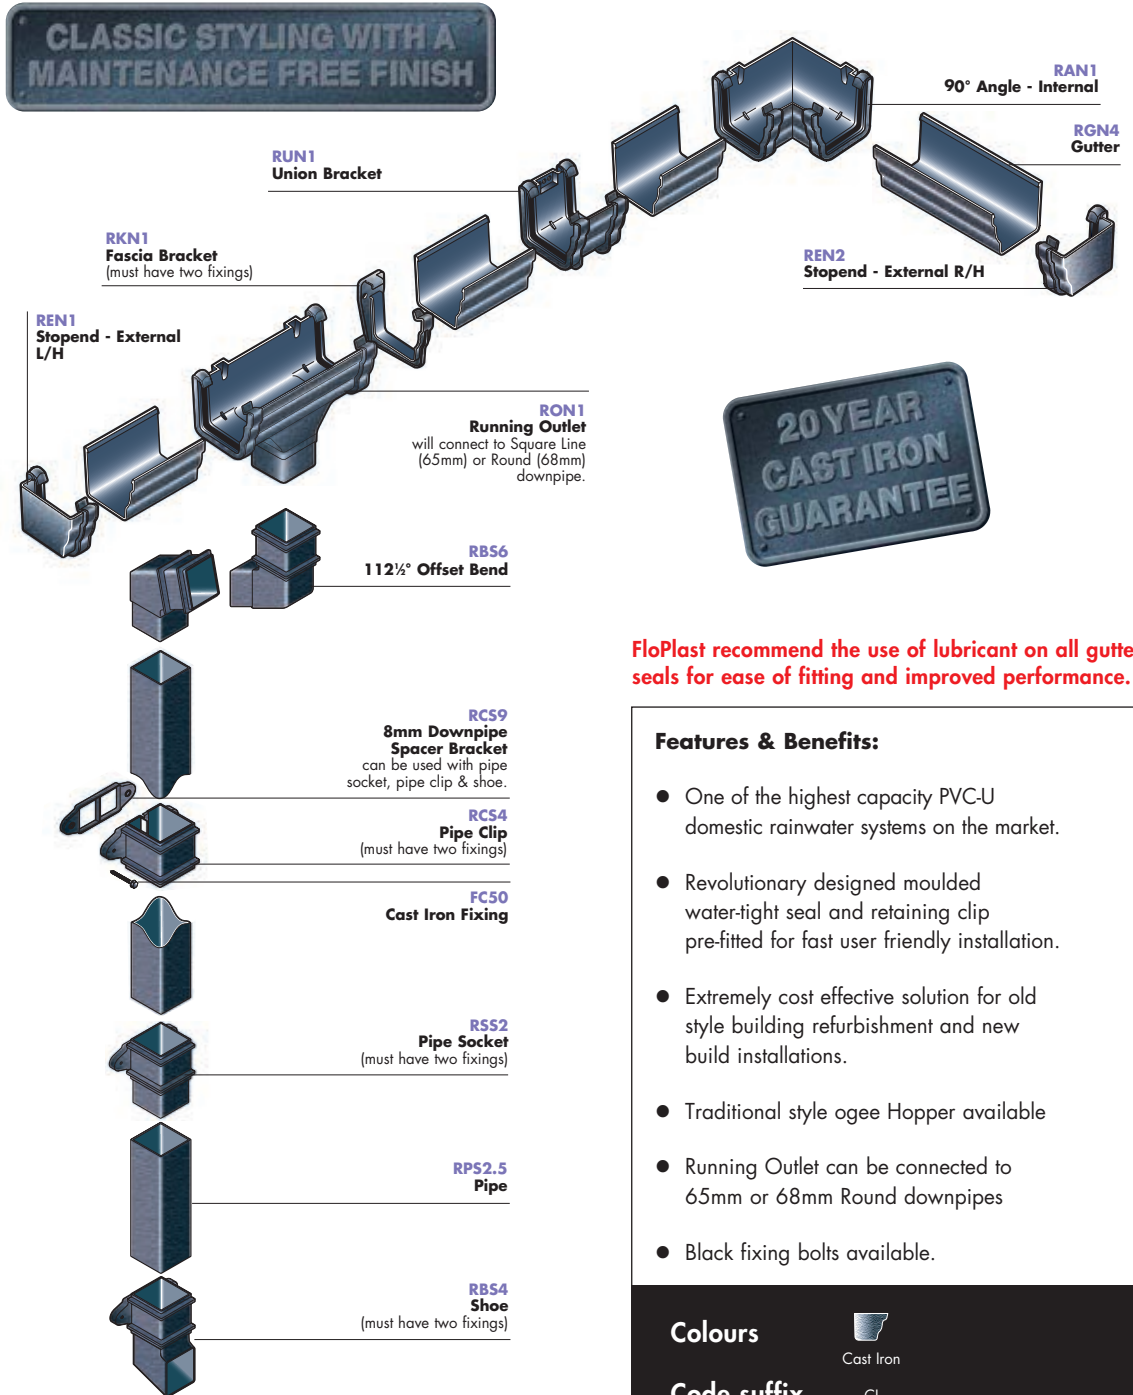 CLASSIC STYLING WITH A
MAINTENANCE FREE FINISH
RAN1
90° Angle - Internal
RGN4
Gutter
RUN1
Union Bracket
RKN1
Fascia Bracket
(must have two fixings)
REN2
Stopend - External R/H
REN1
Stopend - External
L/H
RON1
Running Outlet
will connect to Square Line
(65mm) or Round (68mm)
downpipe.
20 YEAR
CAST IRON
GUARANTEE
RBS6
112½° Offset Bend
FloPlast recommend the use of lubricant on all gutte
seals for ease of fitting and improved performance.
RCS9
8mm Downpipe
Spacer Bracket
can be used with pipe
socket, pipe clip & shoe.
RCS4
Pipe Clip
(must have two fixings)
FC50
Cast Iron Fixing
RSS2
Pipe Socket
(must have two fixings)
RPS2.5
Pipe
RBS4
Shoe
(must have two fixings)
Features & Benefits:
● One of the highest capacity PVC-U
domestic rainwater systems on the market.
● Revolutionary designed moulded
water-tight seal and retaining clip
pre-fitted for fast user friendly installation.
● Extremely cost effective solution for old
style building refurbishment and new
build installations.
● Traditional style ogee Hopper available
● Running Outlet can be connected to
65mm or 68mm Round downpipes
● Black fixing bolts available.
Colours
Cast Iron
Code suffix